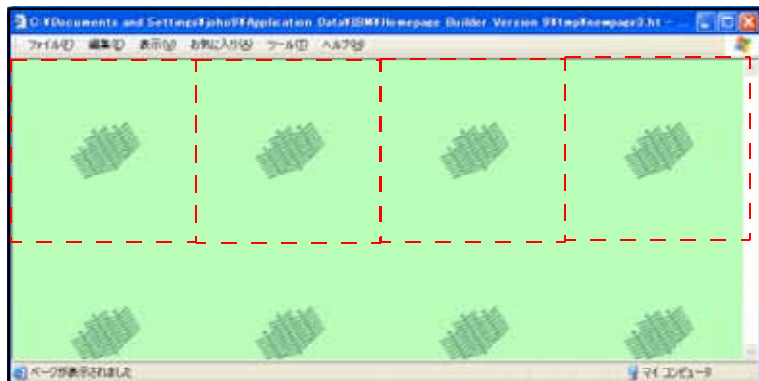 C:¥Documents and Settings¥joho9¥Application Data¥IBM¥Homepage Builder Version 9¥tmp¥newpage3.ht - ...
ファイル(F) 編集(E) 表示(V) お気に入り(A) ツール(T) ヘルプ(H)
ページが表示されました マイ コンピュータ